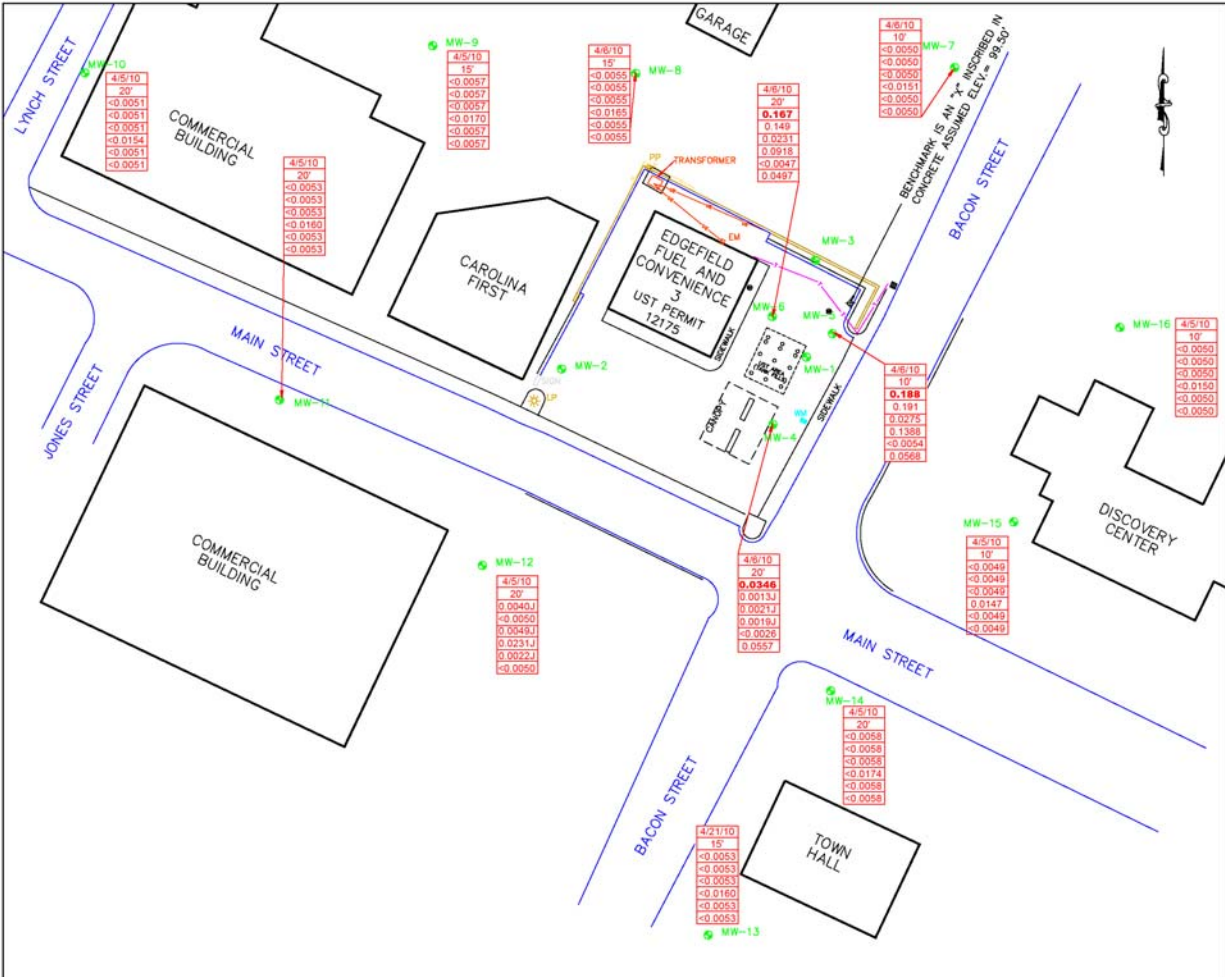 GARAGE
4/6/10
10'
<0.0050
<0.0050
<0.0050
<0.0151
<0.0050
<0.0050
MW-7
BENCHMARK IS AN "X" INSCRIBED IN
CONCRETE ASSUMED ELEV.= 99.50'
LYNCH STREET
MW-10
4/5/10
20'
<0.0051
<0.0051
<0.0051
<0.0154
<0.0051
<0.0051
COMMERCIAL
BUILDING
MW-9
4/5/10
15'
<0.0057
<0.0057
<0.0057
<0.0170
<0.0057
<0.0057
4/6/10
15'
<0.0055
<0.0055
<0.0055
<0.0165
<0.0055
<0.0055
MW-8
4/6/10
20'
0.167
0.149
0.0231
0.0918
<0.0047
0.0497
4/5/10
20'
<0.0053
<0.0053
<0.0053
<0.0160
<0.0053
<0.0053
PP
TRANSFORMER
EM
BACON STREET
CAROLINA
FIRST
EDGEFIELD
FUEL AND
CONVENIENCE
3
UST PERMIT
12175
SIDEWALK
MW-3
MW-6
MW-5
MW-1
MW-2
LP
CANOPY
WM
SIDEWALK
MW-4
MW-16
4/5/10
10'
<0.0050
<0.0050
<0.0050
<0.0150
<0.0050
<0.0050
4/6/10
10'
0.188
0.191
0.0275
0.1388
<0.0054
0.0568
MAIN STREET
JONES STREET
MW-11
COMMERCIAL
BUILDING
MW-12
4/5/10
20'
0.0040J
<0.0050
0.0049J
0.0231J
0.0022J
<0.0050
4/6/10
20'
0.0346
0.0013J
0.0021J
0.0019J
<0.0026
0.0557
MW-15
4/5/10
10'
<0.0049
<0.0049
<0.0049
0.0147
<0.0049
<0.0049
DISCOVERY
CENTER
MAIN STREET
MW-14
4/5/10
20'
<0.0058
<0.0058
<0.0058
<0.0174
<0.0058
<0.0058
BACON STREET
TOWN
HALL
4/21/10
15'
<0.0053
<0.0053
<0.0053
<0.0160
<0.0053
<0.0053
MW-13